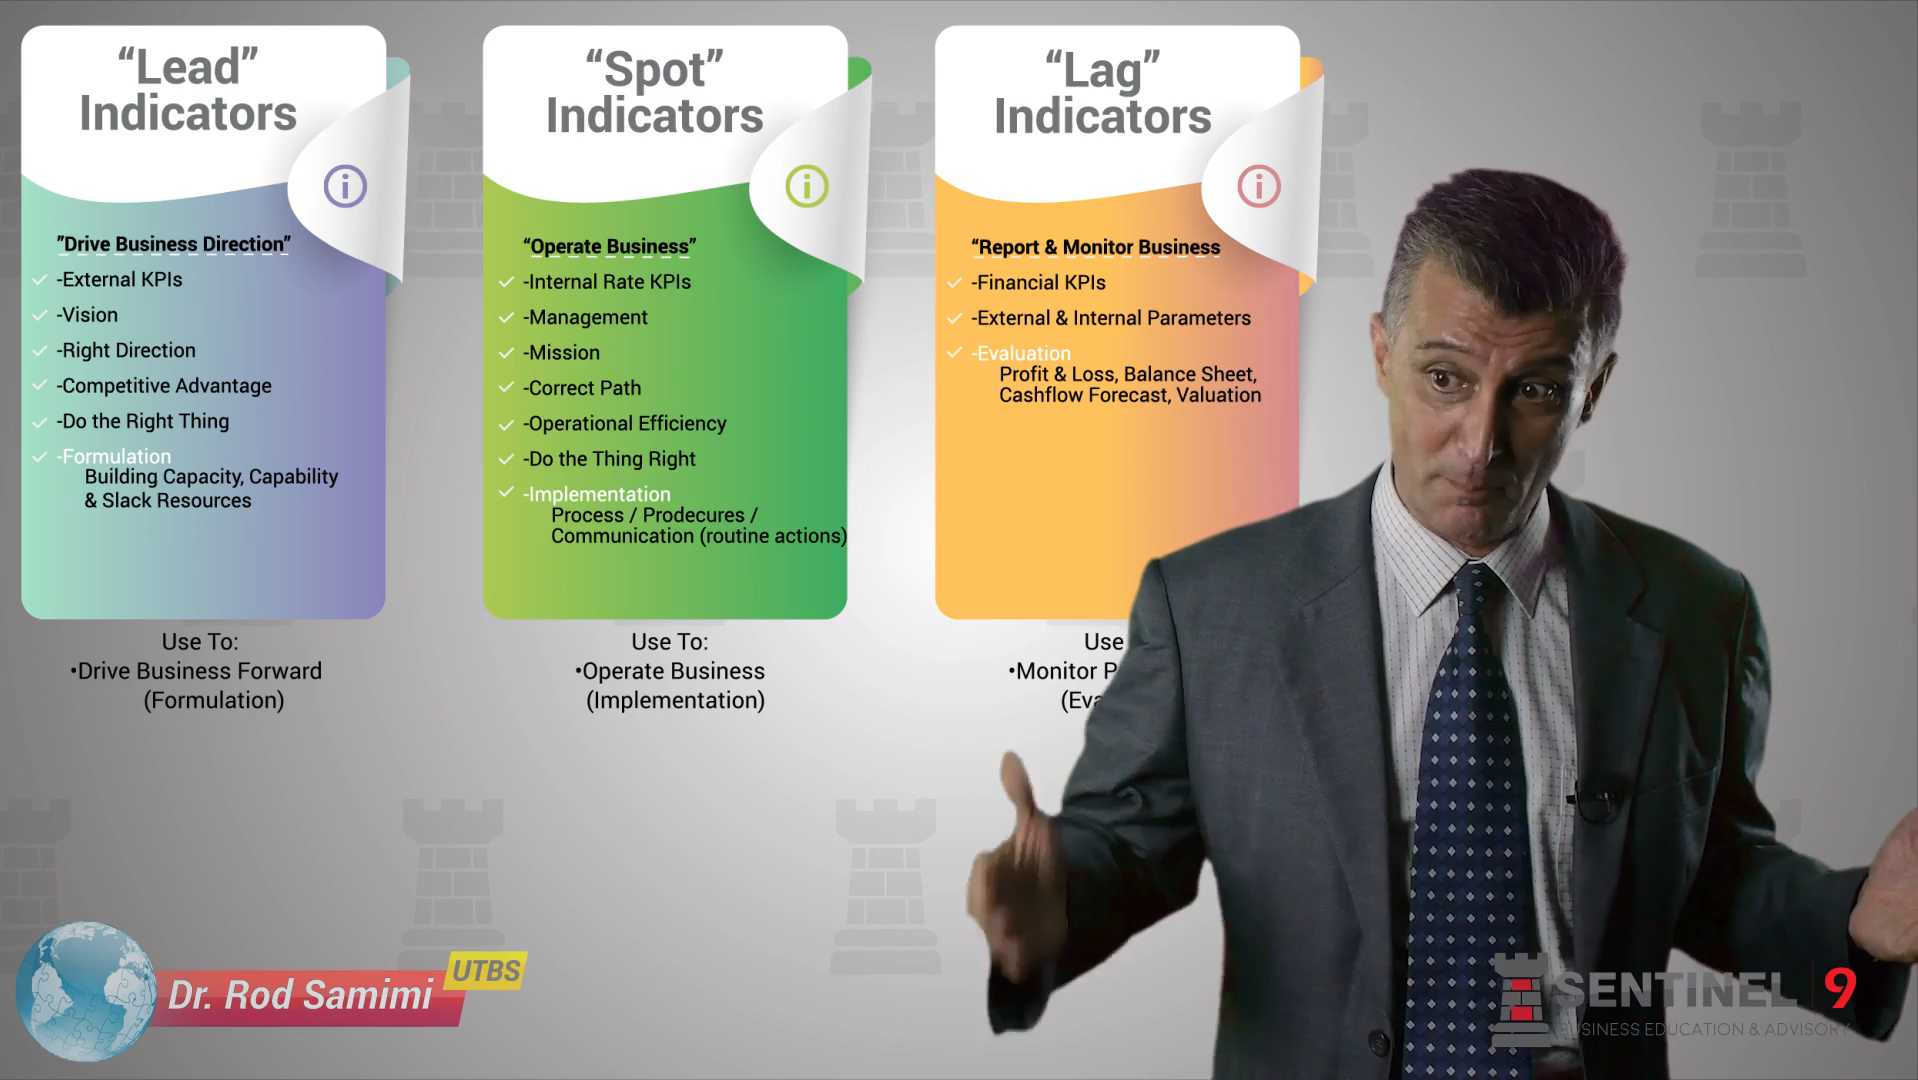 “Lead”
Indicators
”Drive Business Direction”
-External KPIs
-Vision
-Right Direction
-Competitive Advantage
-Do the Right Thing
-Formulation
Building Capacity, Capability
& Slack Resources
Use To:
•Drive Business Forward
(Formulation)
“Spot”
Indicators
“Operate Business”
-Internal Rate KPIs
-Management
-Mission
-Correct Path
-Operational Efficiency
-Do the Thing Right
-Implementation
Process / Prodecures /
Communication (routine actions)
Use To:
•Operate Business
(Implementation)
“Lag”
Indicators
“Report & Monitor Business
-Financial KPIs
-External & Internal Parameters
-Evaluation
Profit & Loss, Balance Sheet,
Cashflow Forecast, Valuation
Use
•Monitor
Dr. Rod Samimi
UTBS
SENTINEL 9
BUSINESS EDUCATION & ADVISORY